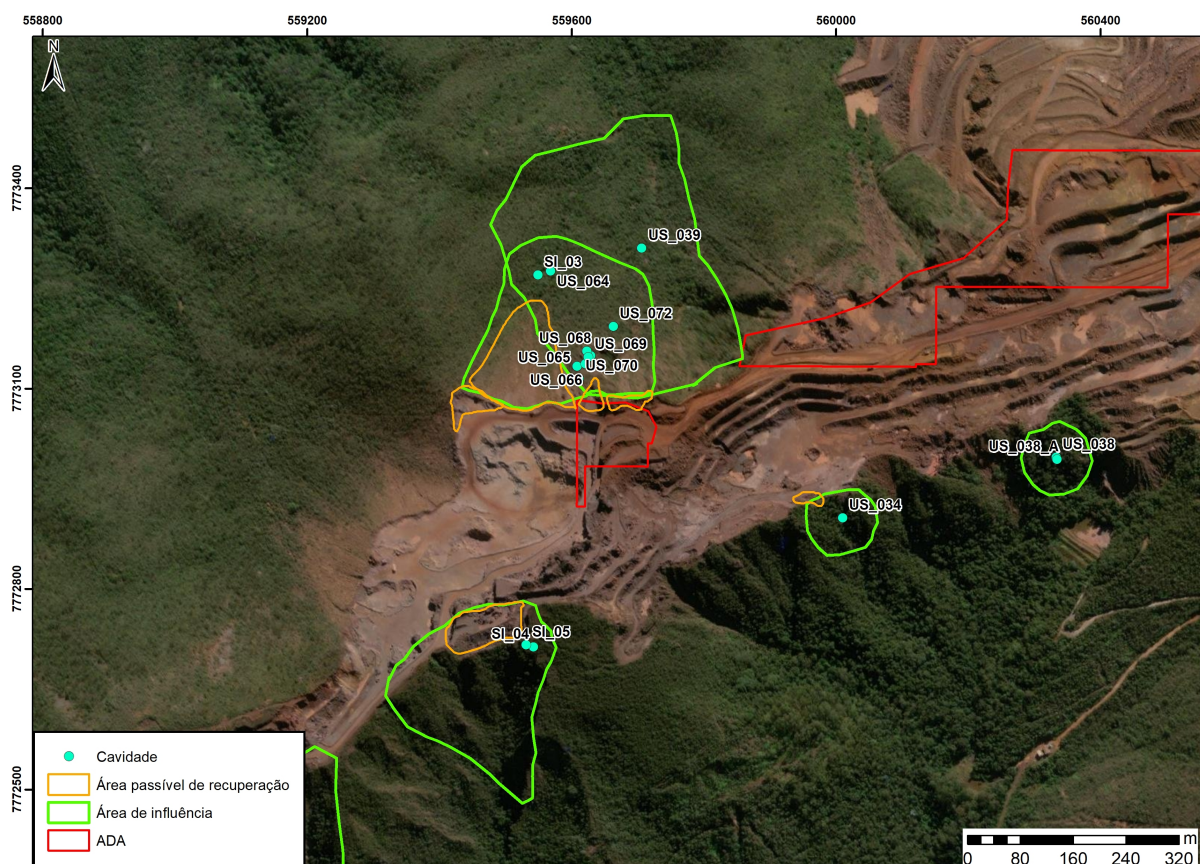 558800 559200 559600 560000 560400
N
7773400
7773100
7772800
7772500
US_039
SI_03
US_064
US_072
US_068
US_069
US_065
US_070
US_066
US_038_A
US_038
US_034
SI_04
SI_05
Cavidade
Área passível de recuperação
Área de influência
ADA
m
0 80 160 240 320